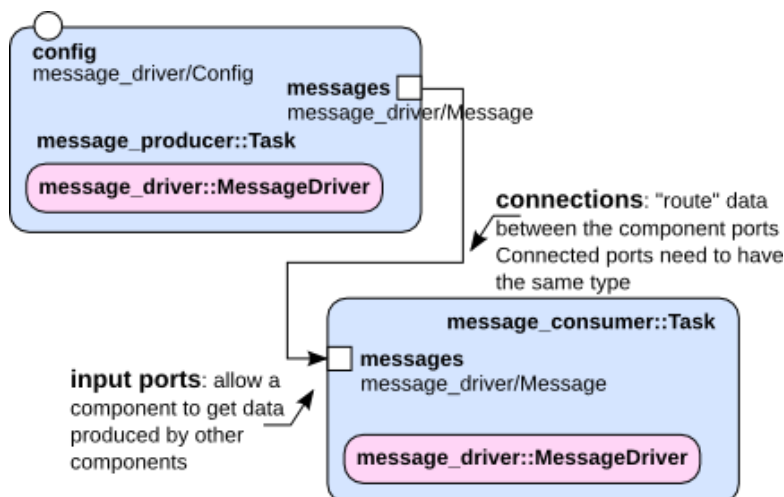 config
message_driver/Config
messages
message_driver/Message
message_producer::Task
message_driver::MessageDriver
connections: "route" data
between the component ports
Connected ports need to have
the same type
message_consumer::Task
messages
message_driver/Message
input ports: allow a
component to get data
produced by other
components
message_driver::MessageDriver